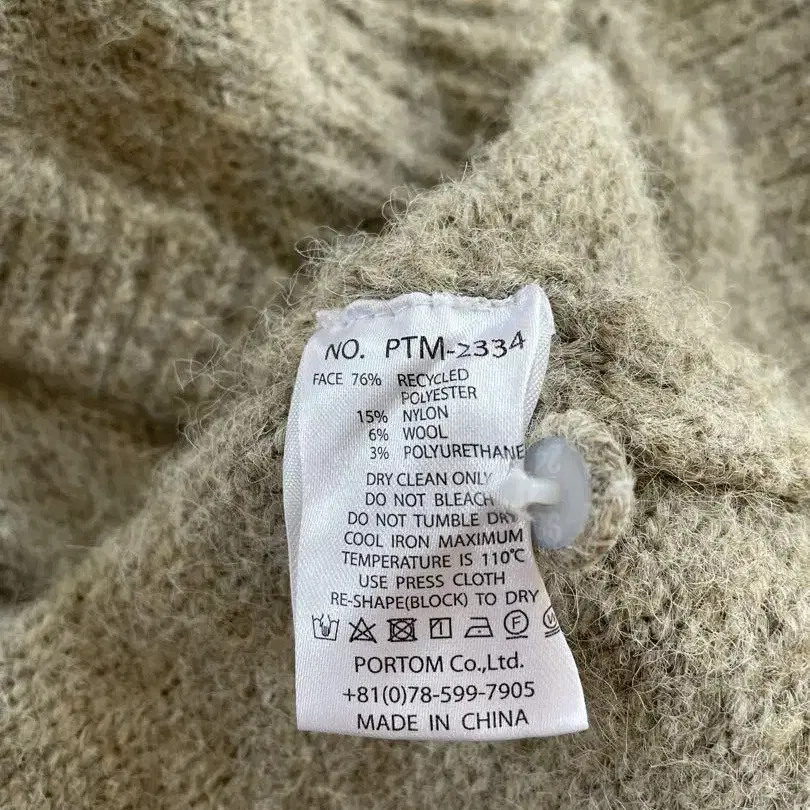 NO. PTM-2334
FACE 76% RECYCLED
POLYESTER
15% NYLON
6% WOOL
3% POLYURETHANE
DRY CLEAN ONLY
DO NOT BLEACH
DO NOT TUMBLE DRY
COOL IRON MAXIMUM
TEMPERATURE IS 110℃
USE PRESS CLOTH
RE-SHAPE(BLOCK) TO DRY
F W
PORTOM Co.,Ltd.
+81(0)78-599-7905
MADE IN CHINA